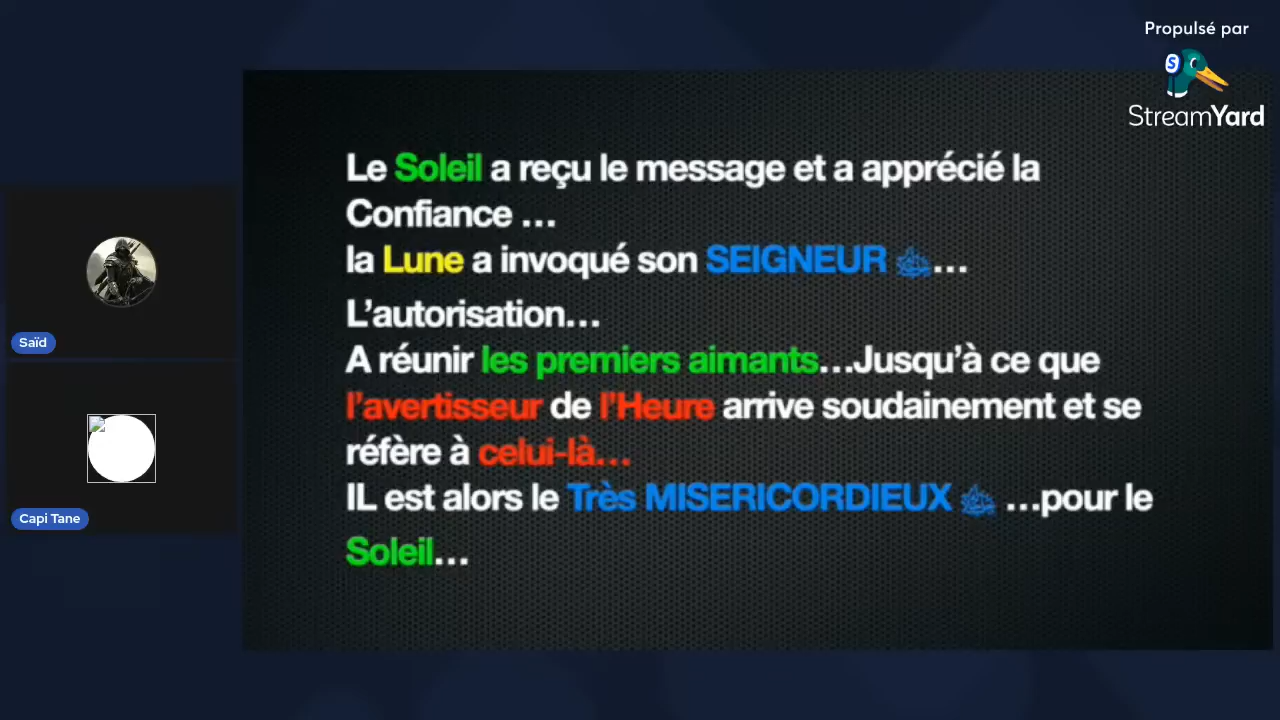 Propulsé par
StreamYard
Le Soleil a reçu le message et a apprécié la
Confiance …
la Lune a invoqué son SEIGNEUR ﷻ…
L’autorisation…
A réunir les premiers aimants…Jusqu’à ce que
l’avertisseur de l’Heure arrive soudainement et se
réfère à celui-là…
IL est alors le Très MISERICORDIEUX ﷻ …pour le
Soleil…
Saïd
Capi Tane